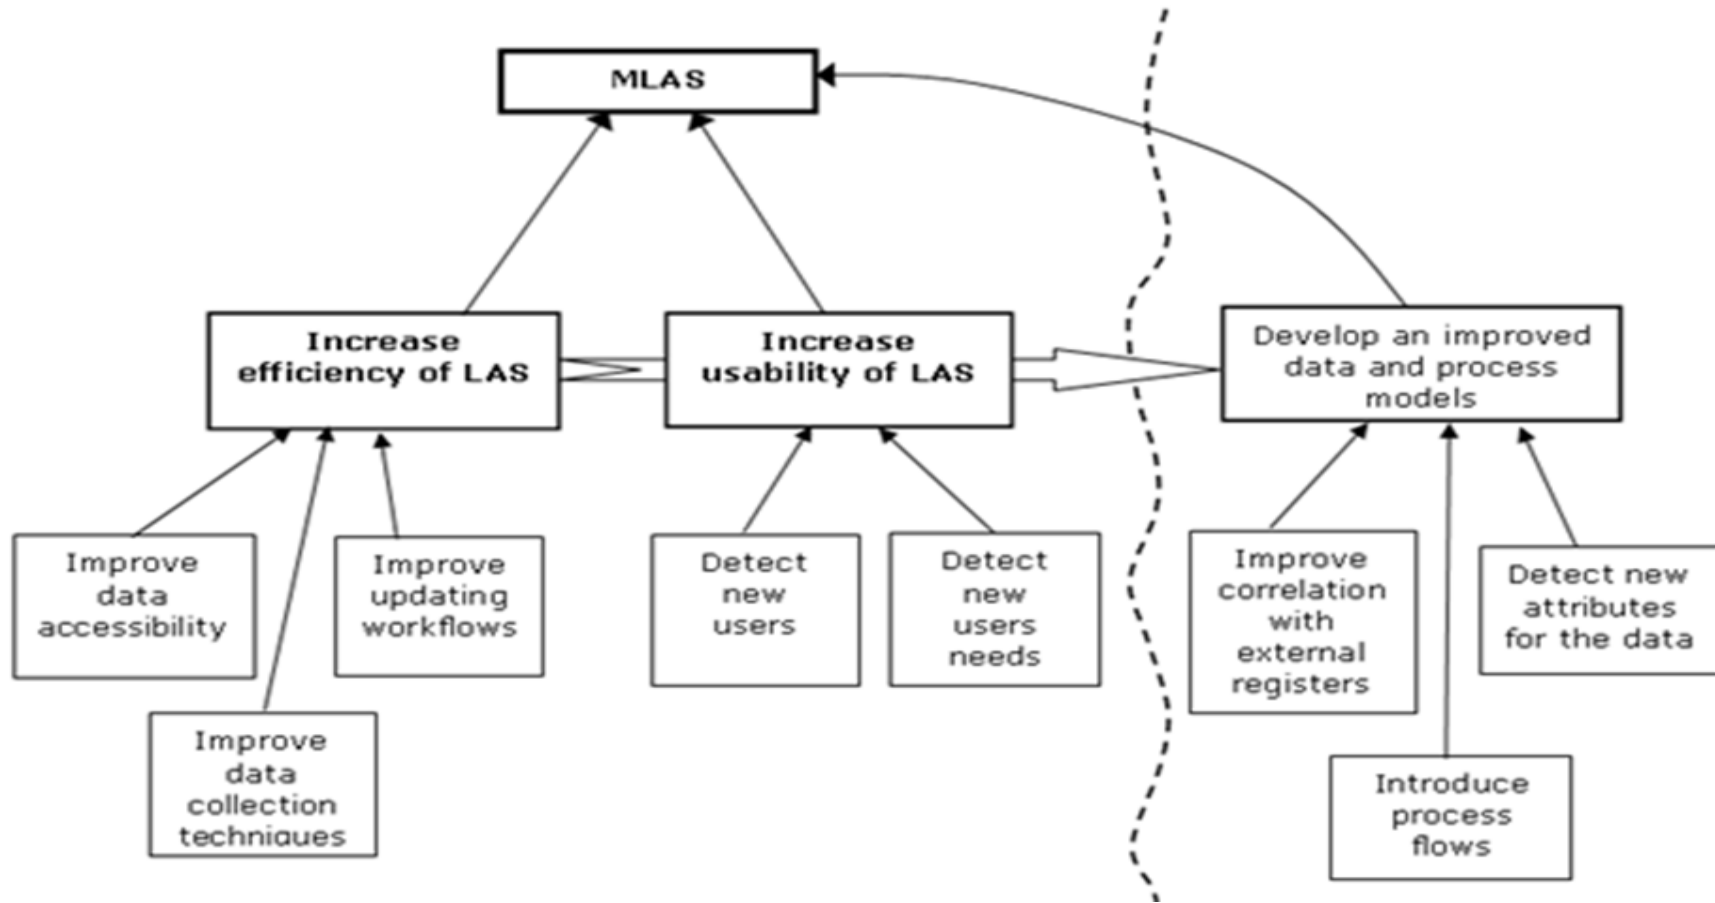 MLAS
Increase
efficiency of LAS
Increase
usability of LAS
Develop an improved
data and process
models
Improve
data
accessibility
Improve
updating
workflows
Detect
new
users
Detect
new
users
needs
Improve
correlation
with
external
registers
Detect new
attributes
for the data
Improve
data
collection
techniques
Introduce
process
flows